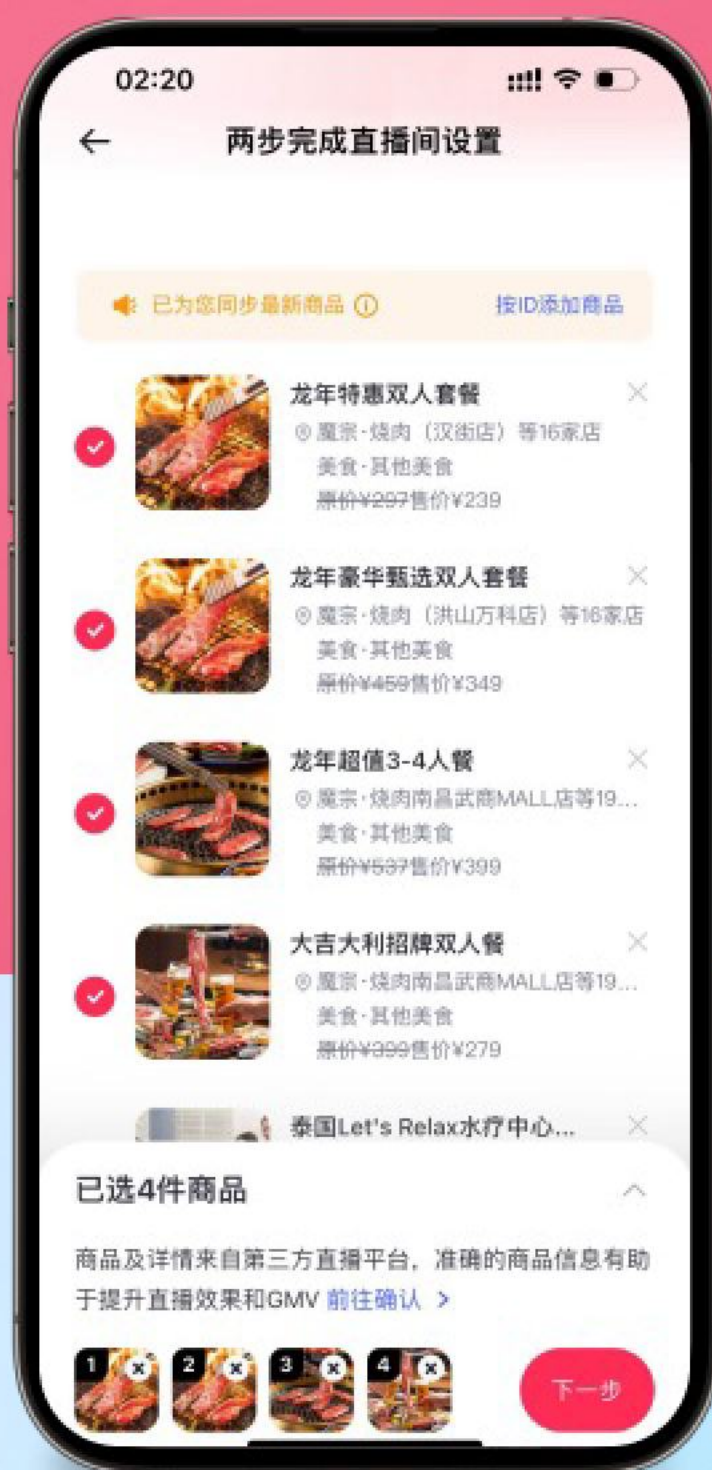 02:20
两步完成直播间设置
已为您同步最新商品
按ID添加商品
龙年特惠双人套餐
魔宗·烧肉（汉街店）等16家店
美食·其他美食
原价¥297售价¥239
龙年豪华甄选双人套餐
魔宗·烧肉（洪山万科店）等16家店
美食·其他美食
原价¥459售价¥349
龙年超值3-4人餐
魔宗·烧肉南昌武商MALL店等19...
美食·其他美食
原价¥537售价¥399
大吉大利招牌双人餐
魔宗·烧肉南昌武商MALL店等19...
美食·其他美食
原价¥399售价¥279
泰国Let's Relax水疗中心...
已选4件商品
商品及详情来自第三方直播平台，准确的商品信息有助
于提升直播效果和GMV 前往确认 >
1 2 3 4
下一步